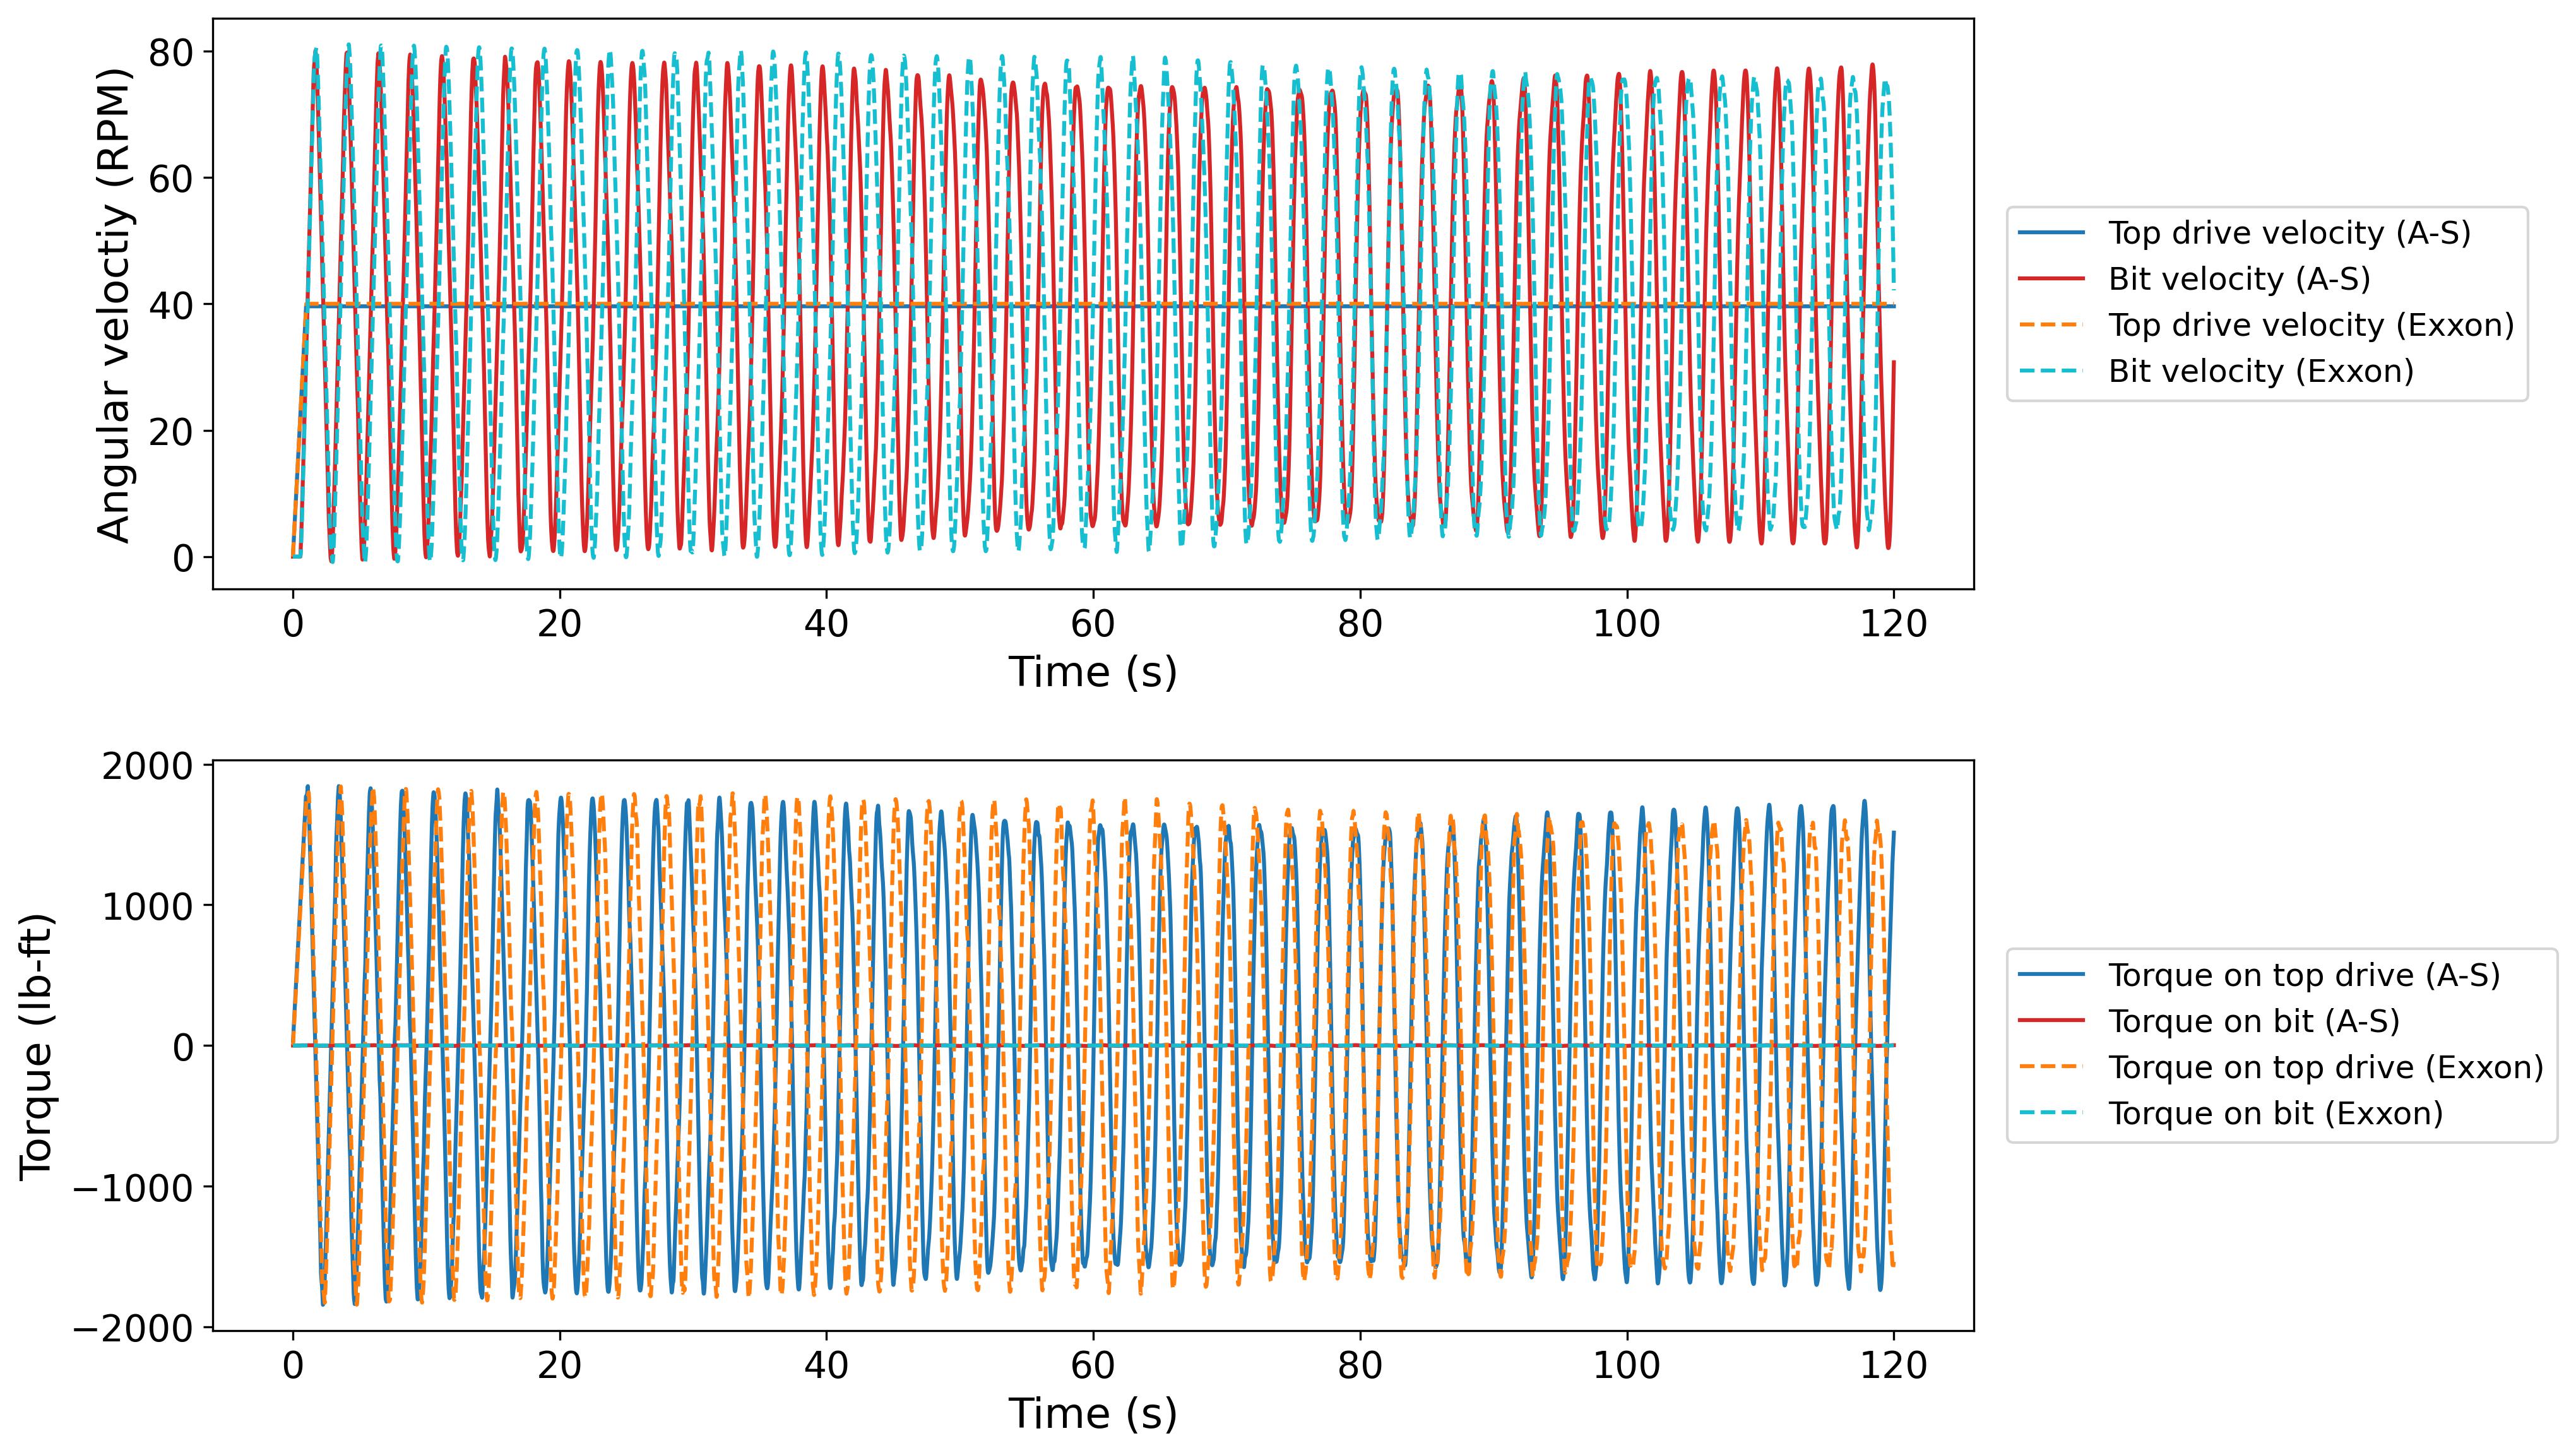 80
60
40
20
0
Angular veloctiy (RPM)
0 20 40 60 80 100 120
Time (s)
Top drive velocity (A-S)
Bit velocity (A-S)
Top drive velocity (Exxon)
Bit velocity (Exxon)
2000
1000
0
−1000
−2000
Torque (lb-ft)
0 20 40 60 80 100 120
Time (s)
Torque on top drive (A-S)
Torque on bit (A-S)
Torque on top drive (Exxon)
Torque on bit (Exxon)